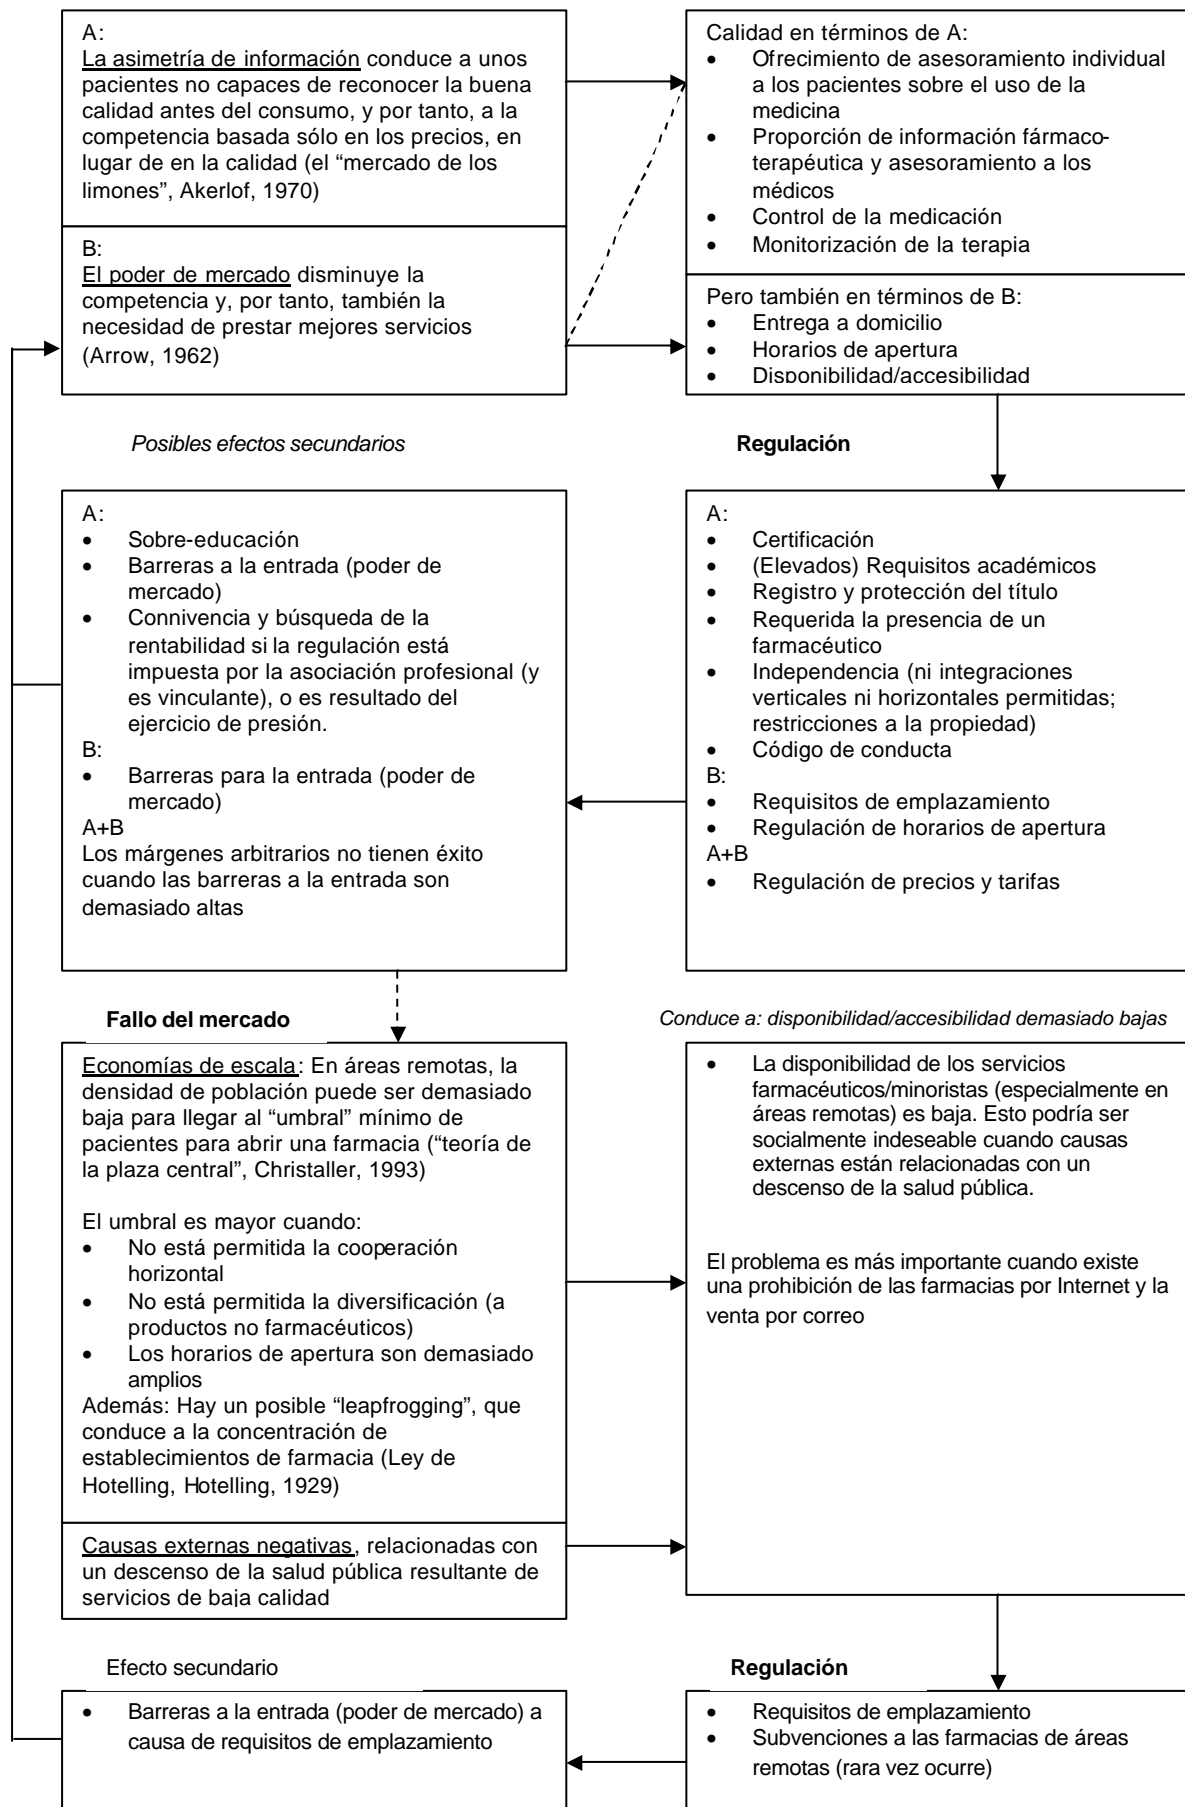 A:
La asimetría de información conduce a unos
pacientes no capaces de reconocer la buena
calidad antes del consumo, y por tanto, a la
competencia basada sólo en los precios, en
lugar de en la calidad (el “mercado de los
limones”, Akerlof, 1970)
B:
El poder de mercado disminuye la
competencia y, por tanto, también la
necesidad de prestar mejores servicios
(Arrow, 1962)
Calidad en términos de A:
• Ofrecimiento de asesoramiento individual
a los pacientes sobre el uso de la
medicina
• Proporción de información fármaco-
terapéutica y asesoramiento a los
médicos
• Control de la medicación
• Monitorización de la terapia
Pero también en términos de B:
• Entrega a domicilio
• Horarios de apertura
• Disponibilidad/accesibilidad
Posibles efectos secundarios
Regulación
A:
• Sobre-educación
• Barreras a la entrada (poder de
mercado)
• Connivencia y búsqueda de la
rentabilidad si la regulación está
impuesta por la asociación profesional (y
es vinculante), o es resultado del
ejercicio de presión.
B:
• Barreras para la entrada (poder de
mercado)
A+B
Los márgenes arbitrarios no tienen éxito
cuando las barreras a la entrada son
demasiado altas
A:
• Certificación
• (Elevados) Requisitos académicos
• Registro y protección del título
• Requerida la presencia de un
farmacéutico
• Independencia (ni integraciones
verticales ni horizontales permitidas;
restricciones a la propiedad)
• Código de conducta
B:
• Requisitos de emplazamiento
• Regulación de horarios de apertura
A+B
• Regulación de precios y tarifas
Fallo del mercado
Conduce a: disponibilidad/accesibilidad demasiado bajas
Economías de escala: En áreas remotas, la
densidad de población puede ser demasiado
baja para llegar al “umbral” mínimo de
pacientes para abrir una farmacia (“teoría de
la plaza central”, Christaller, 1993)
El umbral es mayor cuando:
• No está permitida la cooperación
horizontal
• No está permitida la diversificación (a
productos no farmacéuticos)
• Los horarios de apertura son demasiado
amplios
Además: Hay un posible “leapfrogging”, que
conduce a la concentración de
establecimientos de farmacia (Ley de
Hotelling, Hotelling, 1929)
Causas externas negativas, relacionadas con
un descenso de la salud pública resultante de
servicios de baja calidad
• La disponibilidad de los servicios
farmacéuticos/minoristas (especialmente en
áreas remotas) es baja. Esto podría ser
socialmente indeseable cuando causas
externas están relacionadas con un
descenso de la salud pública.
El problema es más importante cuando existe
una prohibición de las farmacias por Internet y la
venta por correo
Efecto secundario
Regulación
• Barreras a la entrada (poder de mercado) a
causa de requisitos de emplazamiento
• Requisitos de emplazamiento
• Subvenciones a las farmacias de áreas
remotas (rara vez ocurre)